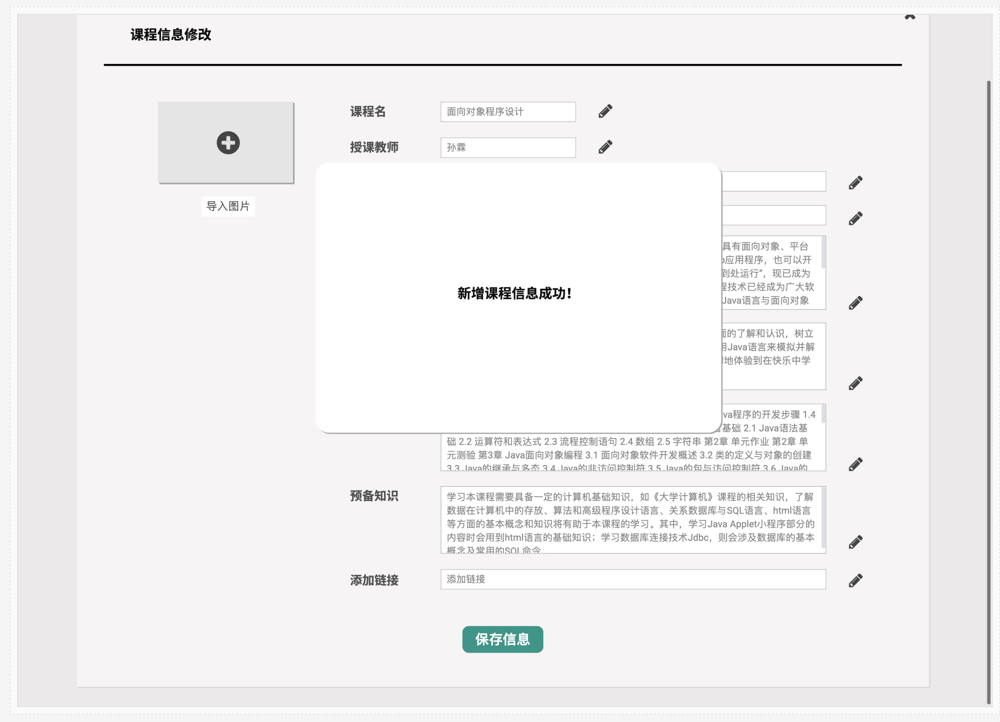 课程信息修改
课程名
面向对象程序设计
授课教师
孙霖
导入图片
具有面向对象、平台
应用程序，也可以开
到处运行”，现已成为
程技术已经成为广大软
Java语言与面向对象
新增课程信息成功！
面的了解和认识，树立
用Java语言来模拟并解
地体验到在快乐中学
va程序的开发步骤 1.4
基础 2.1 Java语法基
础 2.2 运算符和表达式 2.3 流程控制语句 2.4 数组 2.5 字符串 第2章 单元作业 第2章 单
元测验 第3章 Java面向对象编程 3.1 面向对象软件开发概述 3.2 类的定义与对象的创建
3.3 Java的继承与多态 3.4 Java的非访问控制符 3.5 Java的包与访问控制符 3.6 Java的
预备知识
学习本课程需要具备一定的计算机基础知识，如《大学计算机》课程的相关知识，了解
数据在计算机中的存放、算法和高级程序设计语言、关系数据库与SQL语言、html语言
等方面的基本概念和知识将有助于本课程的学习。其中，学习Java Applet小程序部分的
内容时会用到html语言的基础知识；学习数据库连接技术Jdbc，则会涉及数据库的基本
概念及常用的SQL命令
添加链接
添加链接
保存信息